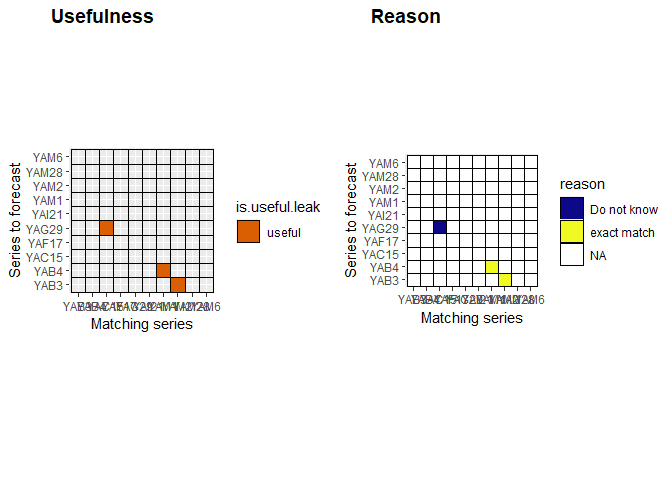 Usefulness
Reason
Series to forecast
YAM6
YAM28
YAM2
YAM1
YAI21
YAG29
YAF17
YAC15
YAB4
YAB3
Matching series
is.useful.leak
useful
Series to forecast
YAM6
YAM28
YAM2
YAM1
YAI21
YAG29
YAF17
YAC15
YAB4
YAB3
Matching series
reason
Do not know
exact match
NA